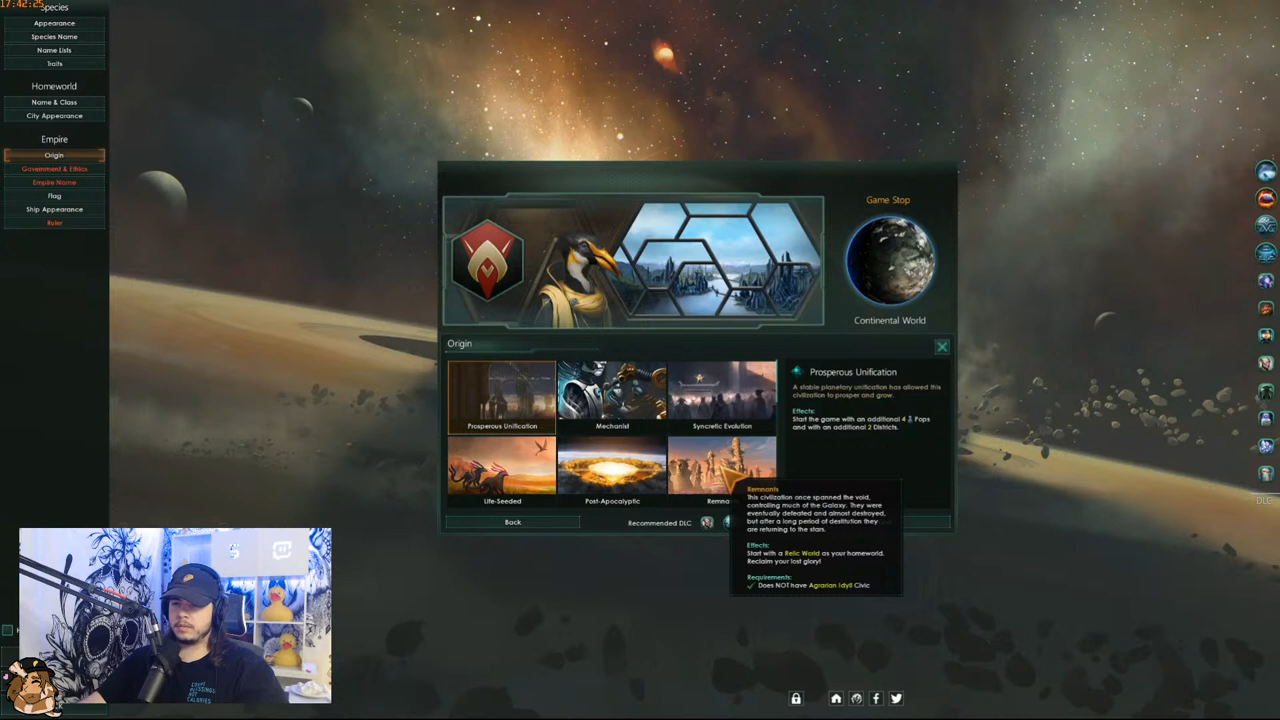 17:42:25
Species
Appearance
Species Name
Name Lists
Traits
Homeworld
Name & Class
City Appearance
Empire
Origin
Government & Ethics
Empire Name
Flag
Ship Appearance
Ruler
Game Stop
Continental World
Origin
Prosperous Unification
Mechanist
Syncretic Evolution
Life-Seeded
Post-Apocalyptic
Prosperous Unification
A stable planetary unification has allowed this
civilization to prosper and grow.
Effects:
Start the game with an additional 4 Pops
and with an additional 2 Districts.
Back
Recommended DLC
Remnants
This civilization once spanned the void,
controlling much of the Galaxy. They were
eventually defeated and almost destroyed,
but after a long period of destitution they
are returning to the stars.
Effects:
Start with a Relic World as your homeworld.
Reclaim your lost glory!
Requirements:
Does NOT have Agrarian Idyll Civic
DLC